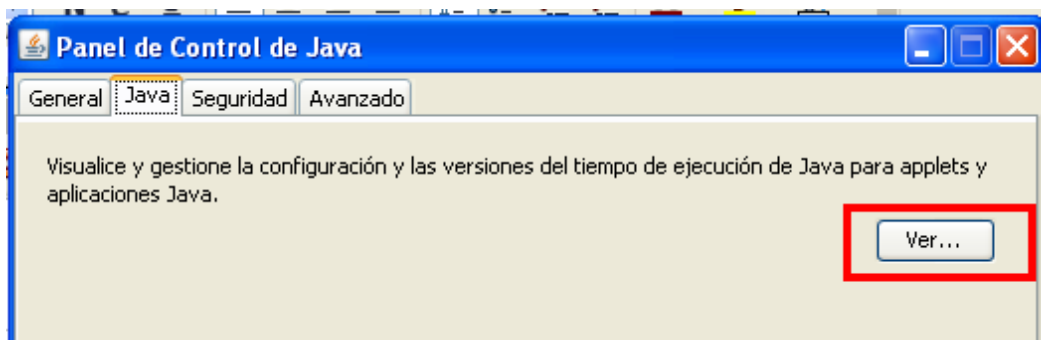 Panel de Control de Java
General Java Seguridad Avanzado
Visualice y gestione la configuración y las versiones del tiempo de ejecución de Java para applets y
aplicaciones Java.
Ver...